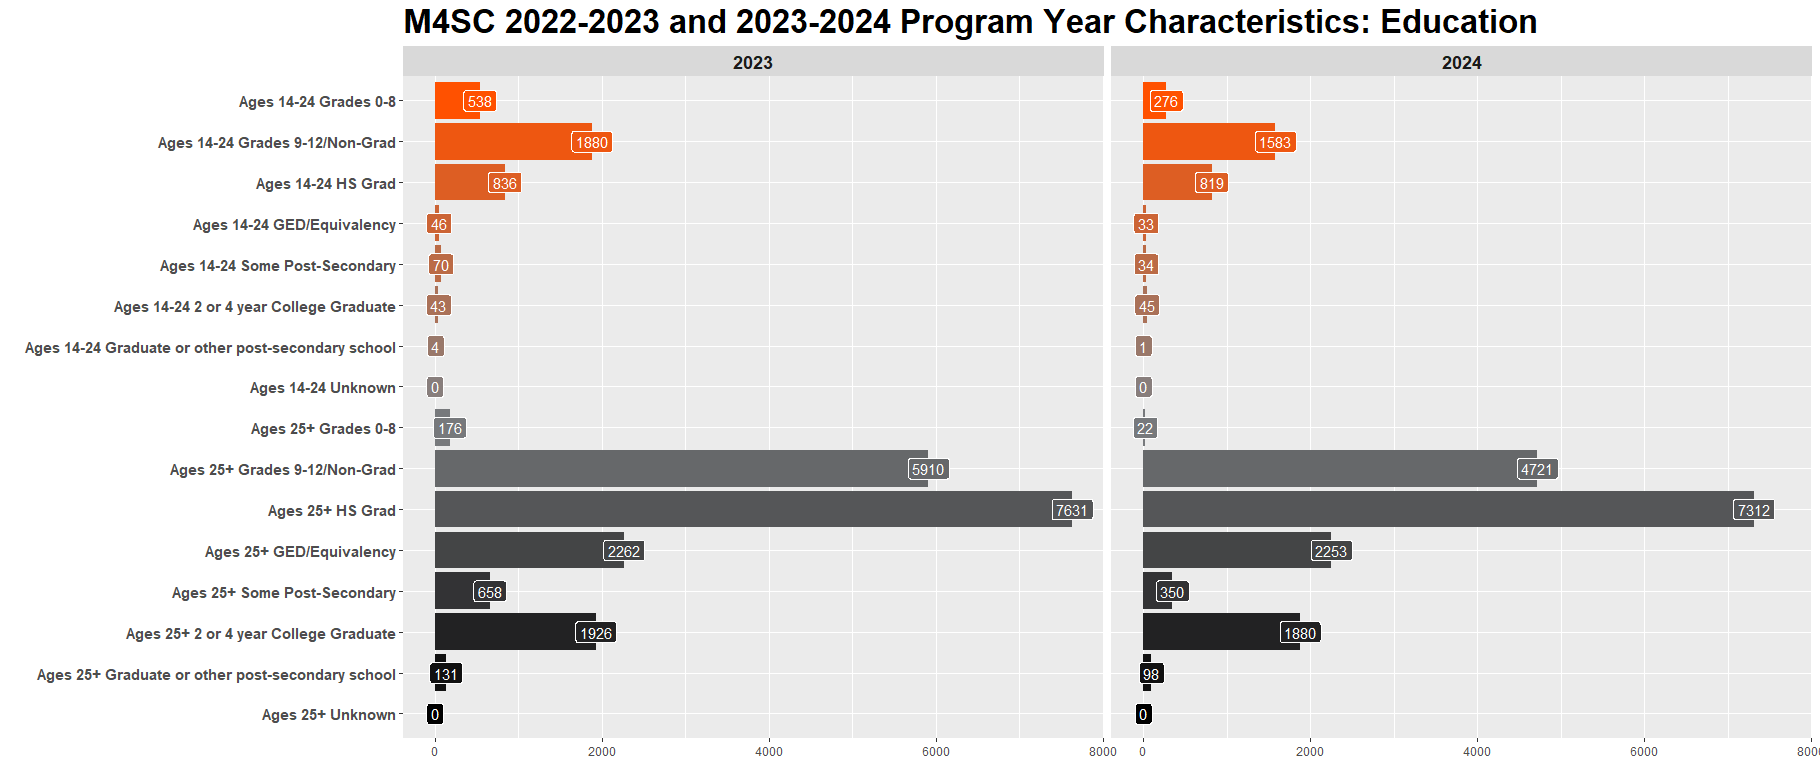 M4SC 2022-2023 and 2023-2024 Program Year Characteristics: Education
2023 2024
Ages 14-24 Grades 0-8 538 276
Ages 14-24 Grades 9-12/Non-Grad 1880 1583
Ages 14-24 HS Grad 836 819
Ages 14-24 GED/Equivalency 46 33
Ages 14-24 Some Post-Secondary 70 34
Ages 14-24 2 or 4 year College Graduate 43 45
Ages 14-24 Graduate or other post-secondary school 4 1
Ages 14-24 Unknown 0 0
Ages 25+ Grades 0-8 176 22
Ages 25+ Grades 9-12/Non-Grad 5910 4721
Ages 25+ HS Grad 7631 7312
Ages 25+ GED/Equivalency 2262 2253
Ages 25+ Some Post-Secondary 658 350
Ages 25+ 2 or 4 year College Graduate 1926 1880
Ages 25+ Graduate or other post-secondary school 131 98
Ages 25+ Unknown 0 0
0 2000 4000 6000 8000 0 2000 4000 6000 800